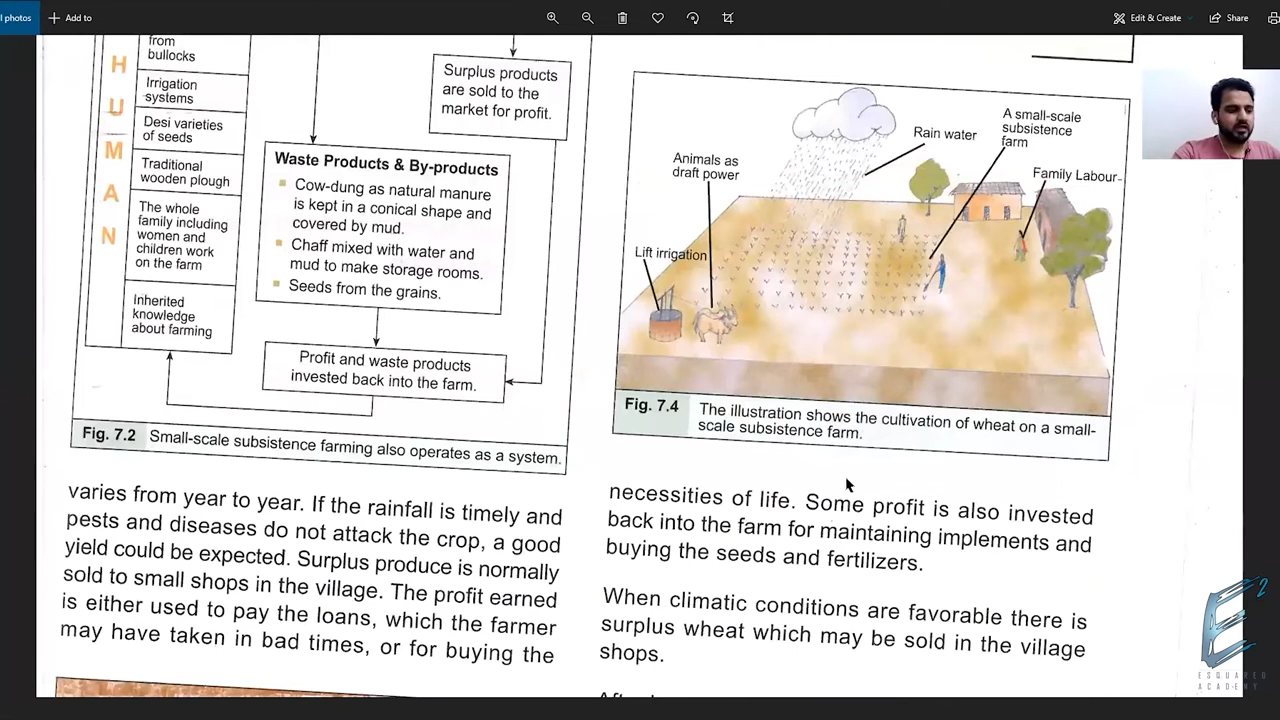 l photos
Add to
Edit & Create
Share
H
U
M
A
N
from
bullocks
Irrigation
systems
Desi varieties
of seeds
Traditional
wooden plough
The whole
family including
women and
children work
on the farm
Inherited
knowledge
about farming
Surplus products
are sold to the
market for profit.
Waste Products & By-products
Cow-dung as natural manure
is kept in a conical shape and
covered by mud.
Chaff mixed with water and
mud to make storage rooms.
Seeds from the grains.
Profit and waste products
invested back into the farm.
Fig. 7.2 Small-scale subsistence farming also operates as a system.
varies from year to year. If the rainfall is timely and
pests and diseases do not attack the crop, a good
yield could be expected. Surplus produce is normally
sold to small shops in the village. The profit earned
is either used to pay the loans, which the farmer
may have taken in bad times, or for buying the
Rain water
A small-scale
subsistence
farm
Animals as
draft power
Family Labour
Lift irrigation
Fig. 7.4 The illustration shows the cultivation of wheat on a small-
scale subsistence farm.
necessities of life. Some profit is also invested
back into the farm for maintaining implements and
buying the seeds and fertilizers.
When climatic conditions are favorable there is
surplus wheat which may be sold in the village
shops.
E2
ESQUARED
ACADEMY